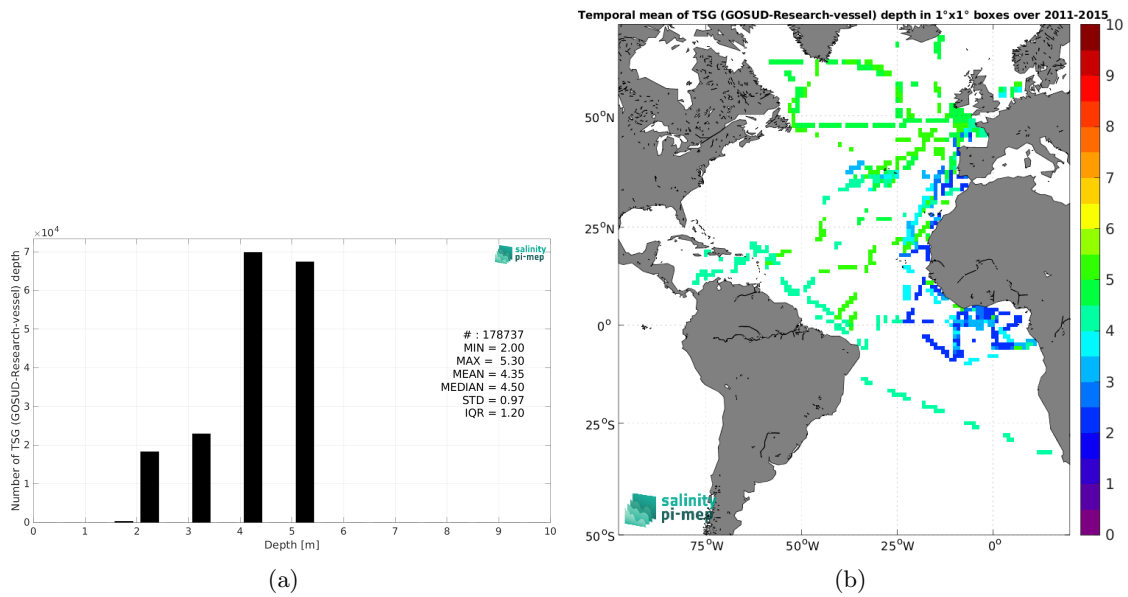 Temporal mean of TSG (GOSUD-Research-vessel) depth in 1°x1° boxes over 2011-2015
×10⁴
Number of TSG (GOSUD-Research-vessel) depth
7
6
5
4
3
2
1
0
salinity
pi-mep
# : 178737
MIN = 2.00
MAX = 5.30
MEAN = 4.35
MEDIAN = 4.50
STD = 0.97
IQR = 1.20
0 1 2 3 4 5 6 7 8 9 10
Depth [m]
(a)
50°N
25°N
0°
25°S
50°S
salinity
pi-mep
75°W 50°W 25°W 0°
10
9
8
7
6
5
4
3
2
1
0
(b)